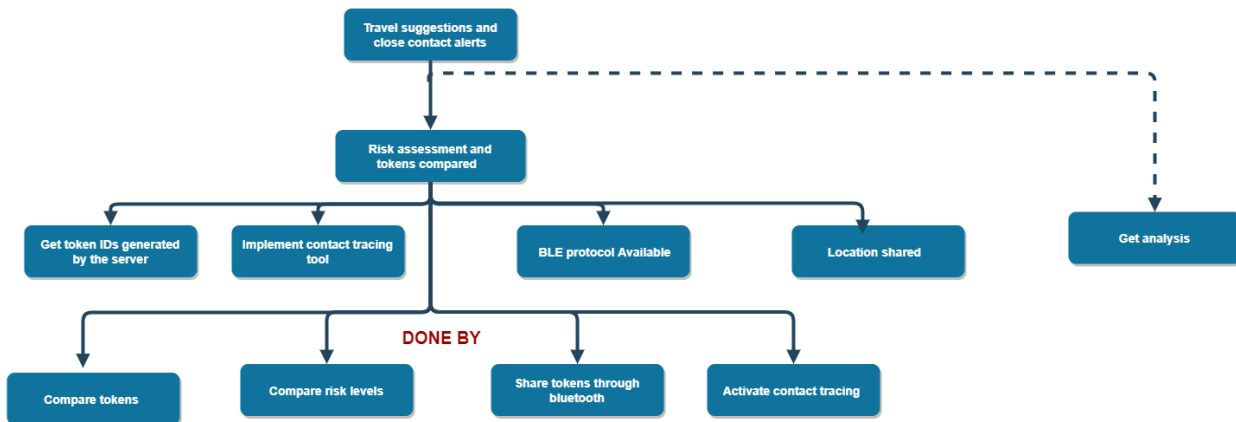 Travel suggestions and
close contact alerts
Risk assessment and
tokens compared
Get token IDs generated
by the server
Implement contact tracing
tool
BLE protocol Available
Location shared
Get analysis
DONE BY
Compare tokens
Compare risk levels
Share tokens through
bluetooth
Activate contact tracing